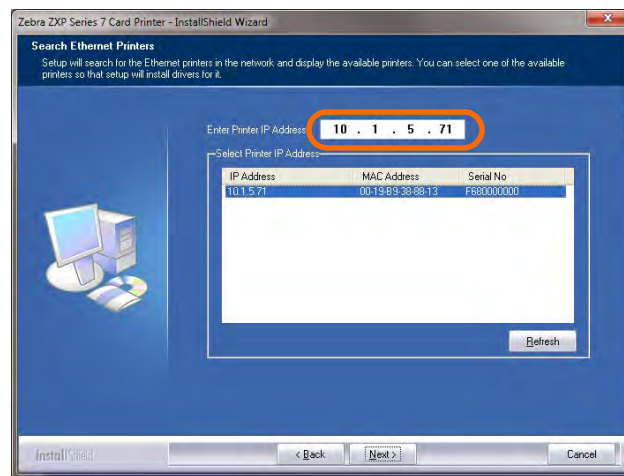 Zebra ZXP Series 7 Card Printer - InstallShield Wizard
Search Ethernet Printers
Setup will search for the Ethernet printers in the network and display the available printers. You can select one of the available
printers so that setup will install drivers for it.
Enter Printer IP Address
10 . 1 . 5 . 71
Select Printer IP Address
IP Address MAC Address Serial No
10.1.5.71 00-19-B9-38-88-13 F680000000
Refresh
InstallShield
< Back Next > Cancel